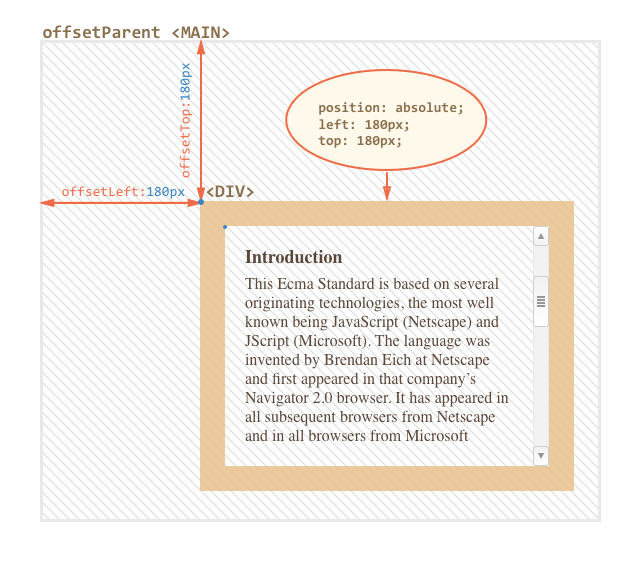 offsetParent <MAIN>
offsetTop:180px
position: absolute;
left: 180px;
top: 180px;
offsetLeft:180px
<DIV>
Introduction
This Ecma Standard is based on several
originating technologies, the most well
known being JavaScript (Netscape) and
JScript (Microsoft). The language was
invented by Brendan Eich at Netscape
and first appeared in that company’s
Navigator 2.0 browser. It has appeared in
all subsequent browsers from Netscape
and in all browsers from Microsoft